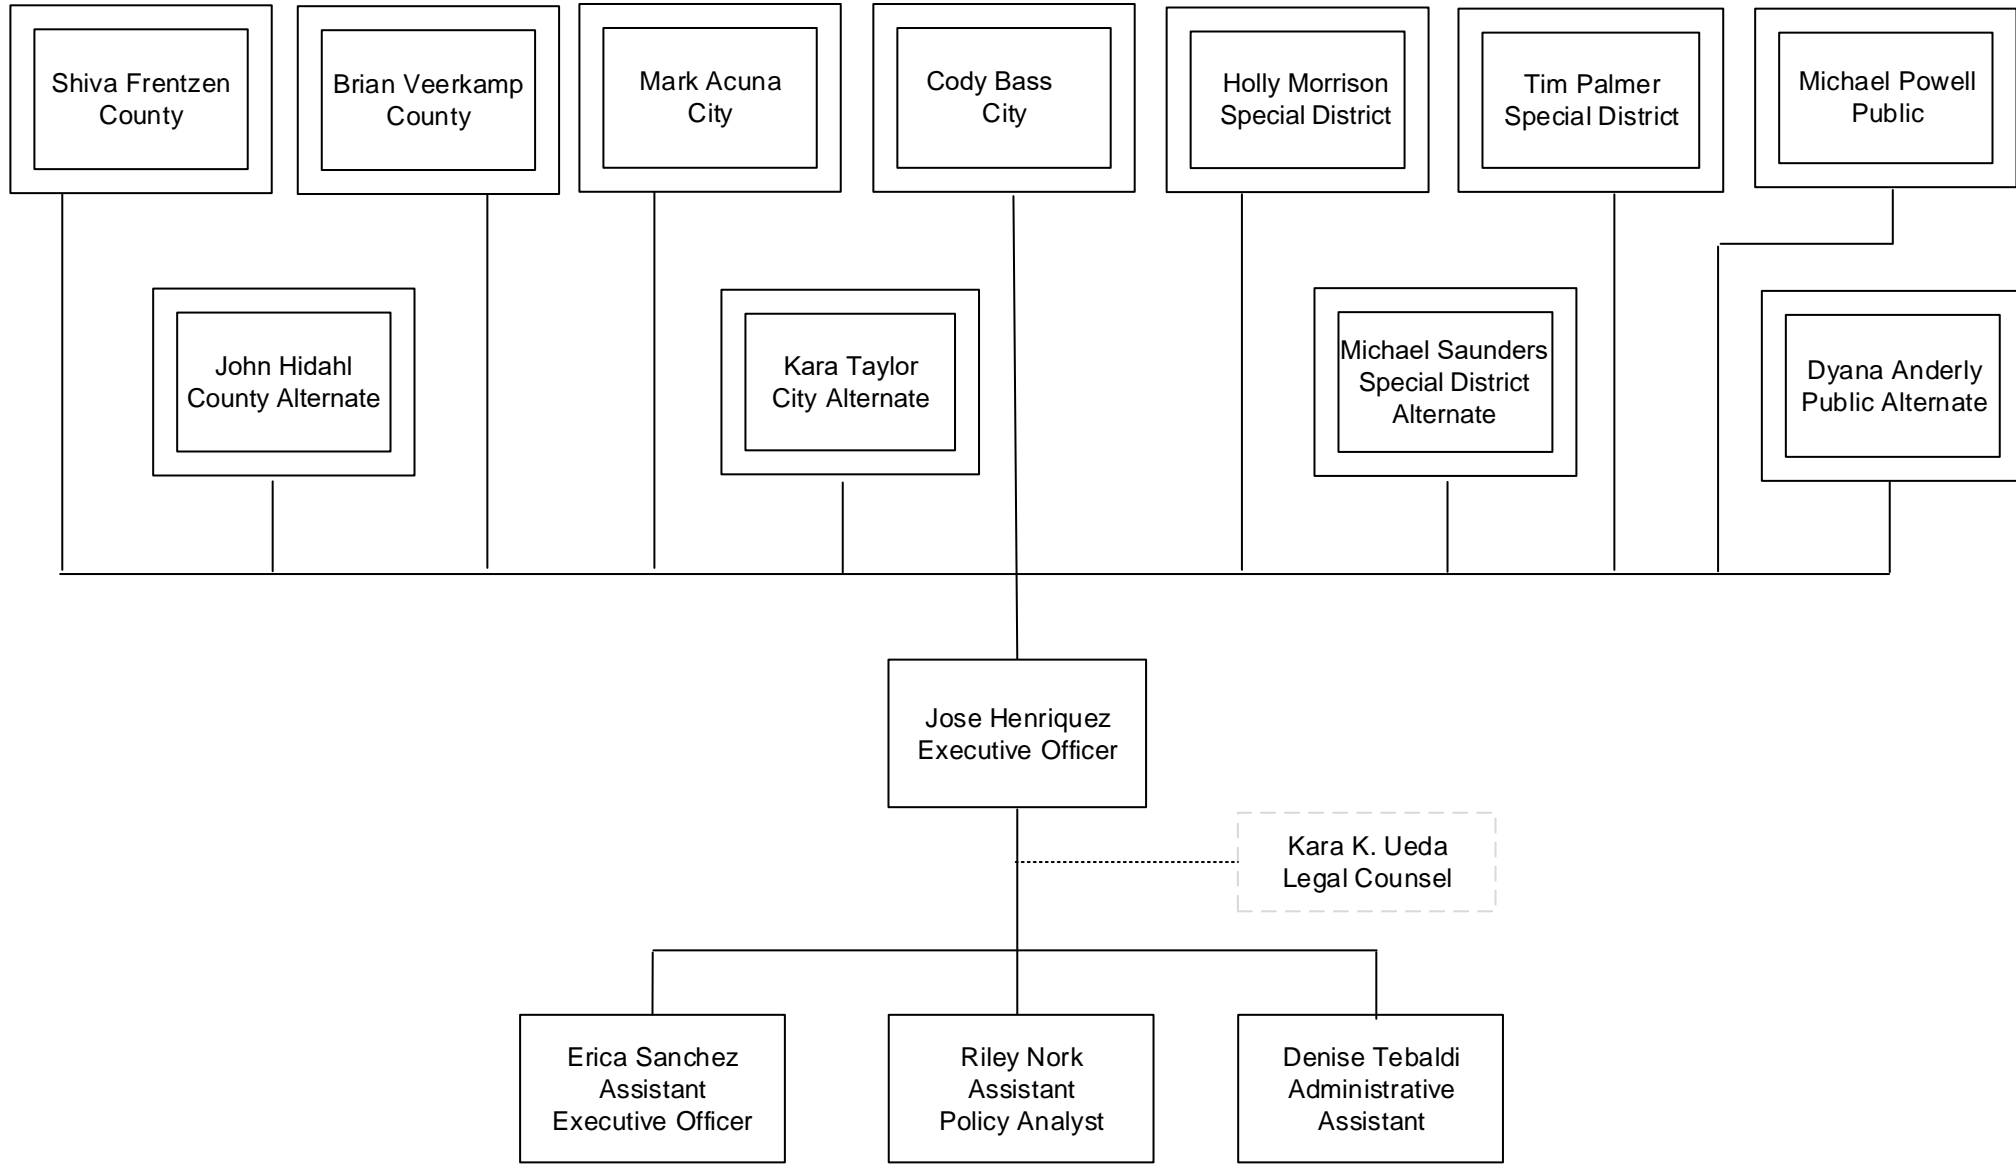 Shiva Frentzen
County
Brian Veerkamp
County
Mark Acuna
City
Cody Bass
City
Holly Morrison
Special District
Tim Palmer
Special District
Michael Powell
Public
John Hidahl
County Alternate
Kara Taylor
City Alternate
Michael Saunders
Special District
Alternate
Dyana Anderly
Public Alternate
Jose Henriquez
Executive Officer
Kara K. Ueda
Legal Counsel
Erica Sanchez
Assistant
Executive Officer
Riley Nork
Assistant
Policy Analyst
Denise Tebaldi
Administrative
Assistant